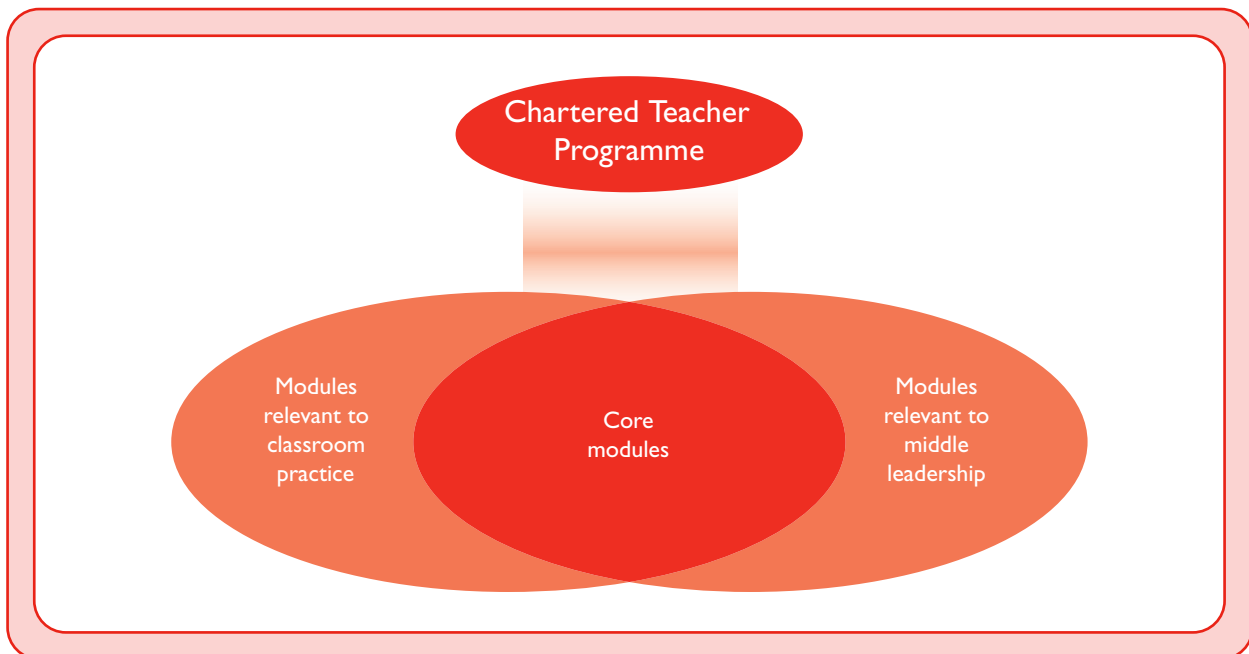 Chartered Teacher
Programme
Modules
relevant to
classroom
practice
Core
modules
Modules
relevant to
middle
leadership